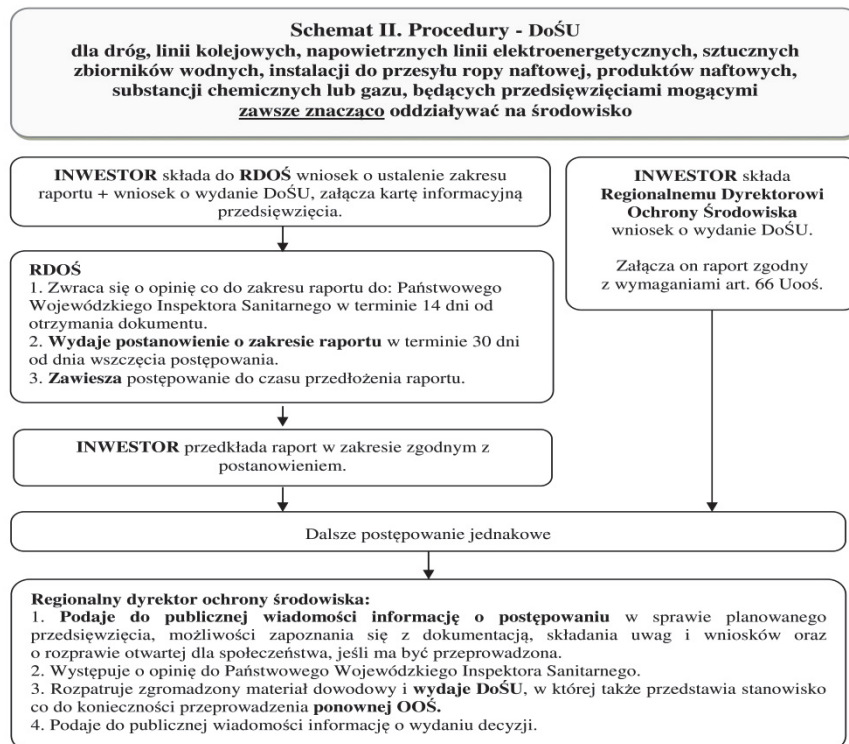 Schemat II. Procedury - DoŚU
dla dróg, linii kolejowych, napowietrznych linii elektroenergetycznych, sztucznych
zbiorników wodnych, instalacji do przesyłu ropy naftowej, produktów naftowych,
substancji chemicznych lub gazu, będących przedsięwzięciami mogącymi
zawsze znacząco oddziaływać na środowisko
INWESTOR składa do RDOŚ wniosek o ustalenie zakresu
raportu + wniosek o wydanie DoŚU, załącza kartę informacyjną
przedsięwzięcia.
RDOŚ
1. Zwraca się o opinię co do zakresu raportu do: Państwowego
Wojewódzkiego Inspektora Sanitarnego w terminie 14 dni od
otrzymania dokumentu.
2. Wydaje postanowienie o zakresie raportu w terminie 30 dni
od dnia wszczęcia postępowania.
3. Zawiesza postępowanie do czasu przedłożenia raportu.
INWESTOR przedkłada raport w zakresie zgodnym z
postanowieniem.
INWESTOR składa
Regionalnemu Dyrektorowi
Ochrony Środowiska
wniosek o wydanie DoŚU.
Załącza on raport zgodny
z wymaganiami art. 66 Uooś.
Dalsze postępowanie jednakowe
Regionalny dyrektor ochrony środowiska:
1. Podaje do publicznej wiadomości informację o postępowaniu w sprawie planowanego
przedsięwzięcia, możliwości zapoznania się z dokumentacją, składania uwag i wniosków oraz
o rozprawie otwartej dla społeczeństwa, jeśli ma być przeprowadzona.
2. Występuje o opinię do Państwowego Wojewódzkiego Inspektora Sanitarnego.
3. Rozpatruje zgromadzony materiał dowodowy i wydaje DoŚU, w której także przedstawia stanowisko
co do konieczności przeprowadzenia ponownej OOŚ.
4. Podaje do publicznej wiadomości informację o wydaniu decyzji.